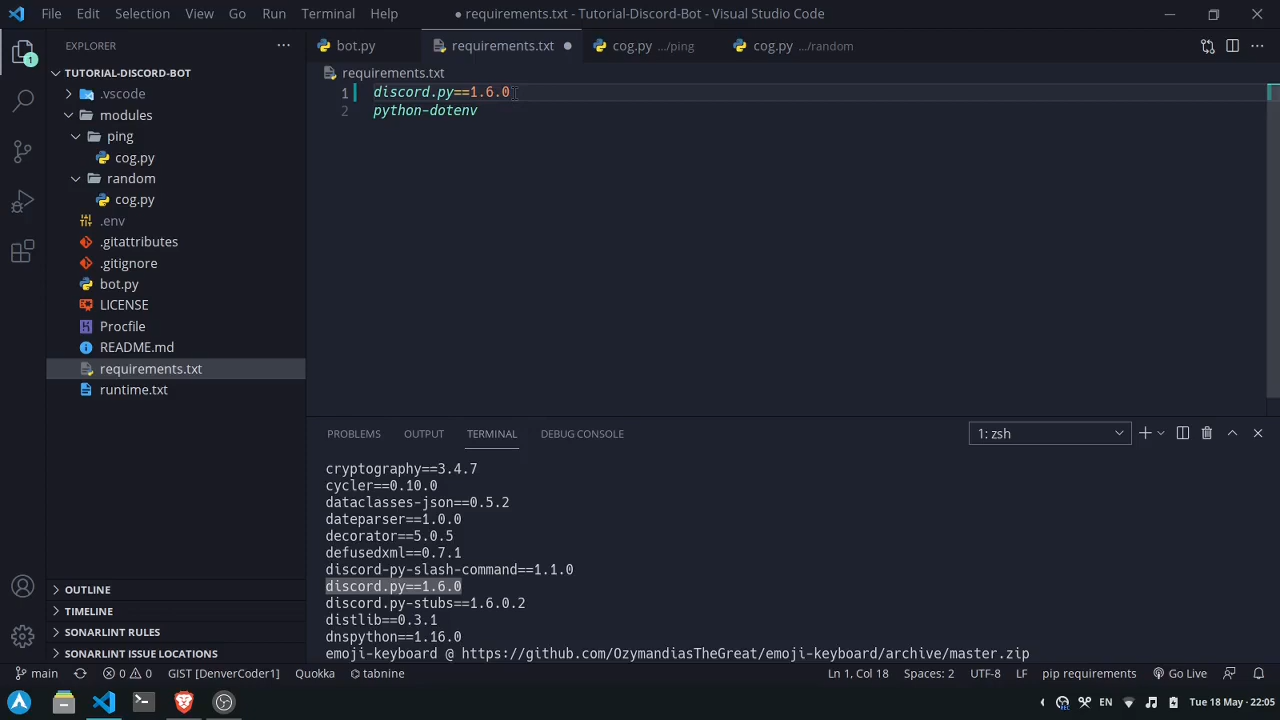 File Edit Selection View Go Run Terminal Help ● requirements.txt - Tutorial-Discord-Bot - Visual Studio Code
EXPLORER
bot.py requirements.txt ● cog.py .../ping cog.py .../random
1
TUTORIAL-DISCORD-BOT
requirements.txt
.vscode
1 discord.py==1.6.0
modules
2 python-dotenv
ping
cog.py
random
cog.py
.env
.gitattributes
.gitignore
bot.py
LICENSE
Procfile
README.md
requirements.txt
runtime.txt
PROBLEMS OUTPUT TERMINAL DEBUG CONSOLE 1: zsh
cryptography==3.4.7
cycler==0.10.0
dataclasses-json==0.5.2
dateparser==1.0.0
decorator==5.0.5
defusedxml==0.7.1
discord-py-slash-command==1.1.0
discord.py==1.6.0
discord.py-stubs==1.6.0.2
distlib==0.3.1
dnspython==1.16.0
emoji-keyboard @ https://github.com/OzymandiasTheGreat/emoji-keyboard/archive/master.zip
OUTLINE
TIMELINE
SONARLINT RULES
SONARLINT ISSUE LOCATIONS
main 0 0 GIST [DenverCoder1] Quokka tabnine Ln 1, Col 18 Spaces: 2 UTF-8 LF pip requirements Go Live
EN Tue 18 May · 22:05